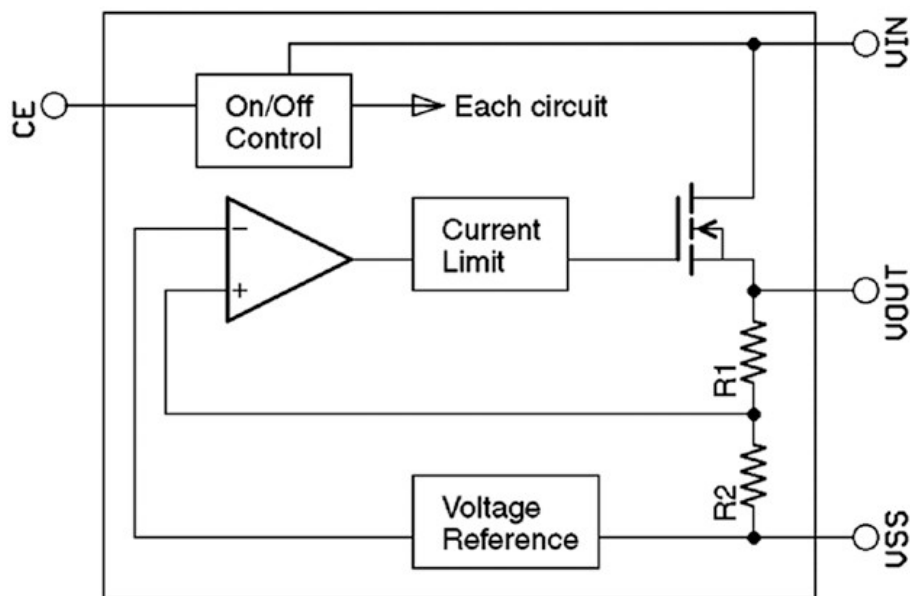 VIN
CE
On/Off
Control
Each circuit
−
+
Current
Limit
VOUT
R1
R2
Voltage
Reference
VSS